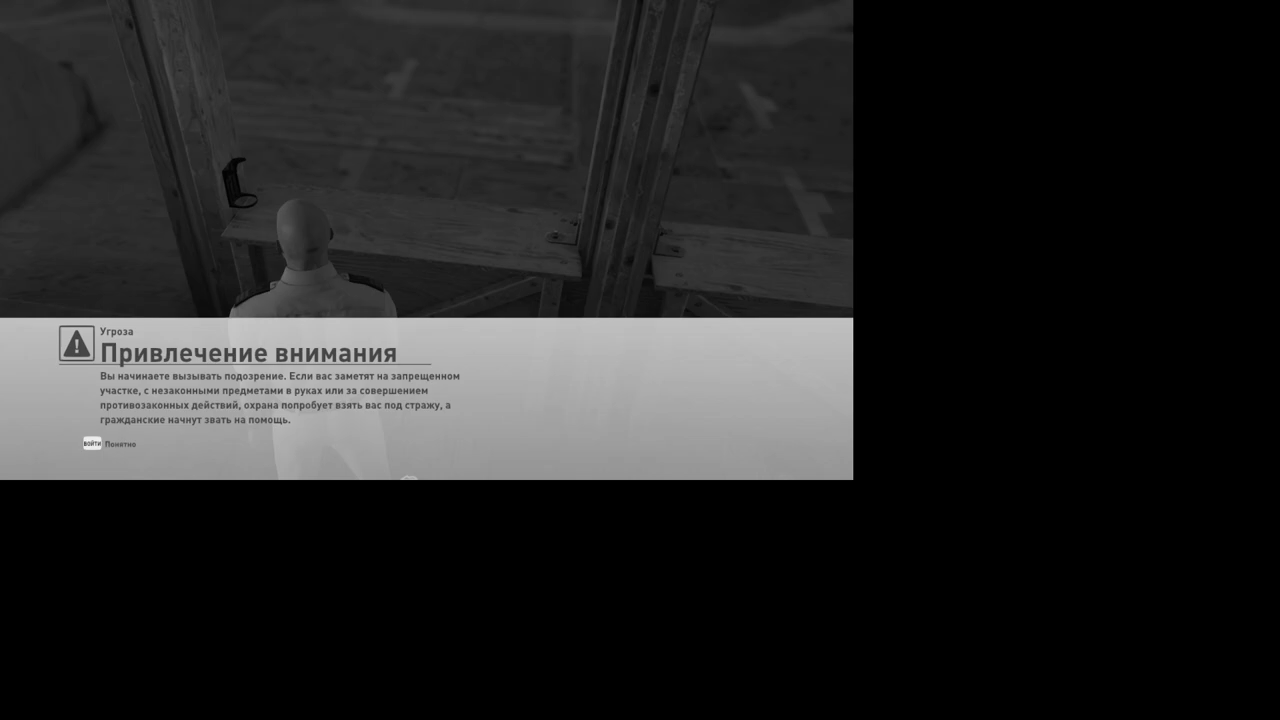 Угроза
Привлечение внимания
Вы начинаете вызывать подозрение. Если вас заметят на запрещенном
участке, с незаконными предметами в руках или за совершением
противозаконных действий, охрана попробует взять вас под стражу, а
гражданские начнут звать на помощь.
ВОЙТИ Понятно